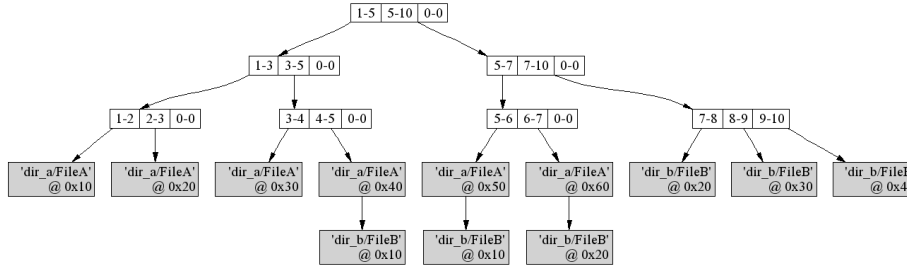 1-5 5-10 0-0
1-3 3-5 0-0
5-7 7-10 0-0
1-2 2-3 0-0
3-4 4-5 0-0
5-6 6-7 0-0
7-8 8-9 9-10
'dir_a/FileA'
@ 0x10
'dir_a/FileA'
@ 0x20
'dir_a/FileA'
@ 0x30
'dir_a/FileA'
@ 0x40
'dir_a/FileA'
@ 0x50
'dir_a/FileA'
@ 0x60
'dir_b/FileB'
@ 0x20
'dir_b/FileB'
@ 0x30
'dir_b/File
@ 0x4
'dir_b/FileB'
@ 0x10
'dir_b/FileB'
@ 0x10
'dir_b/FileB'
@ 0x20